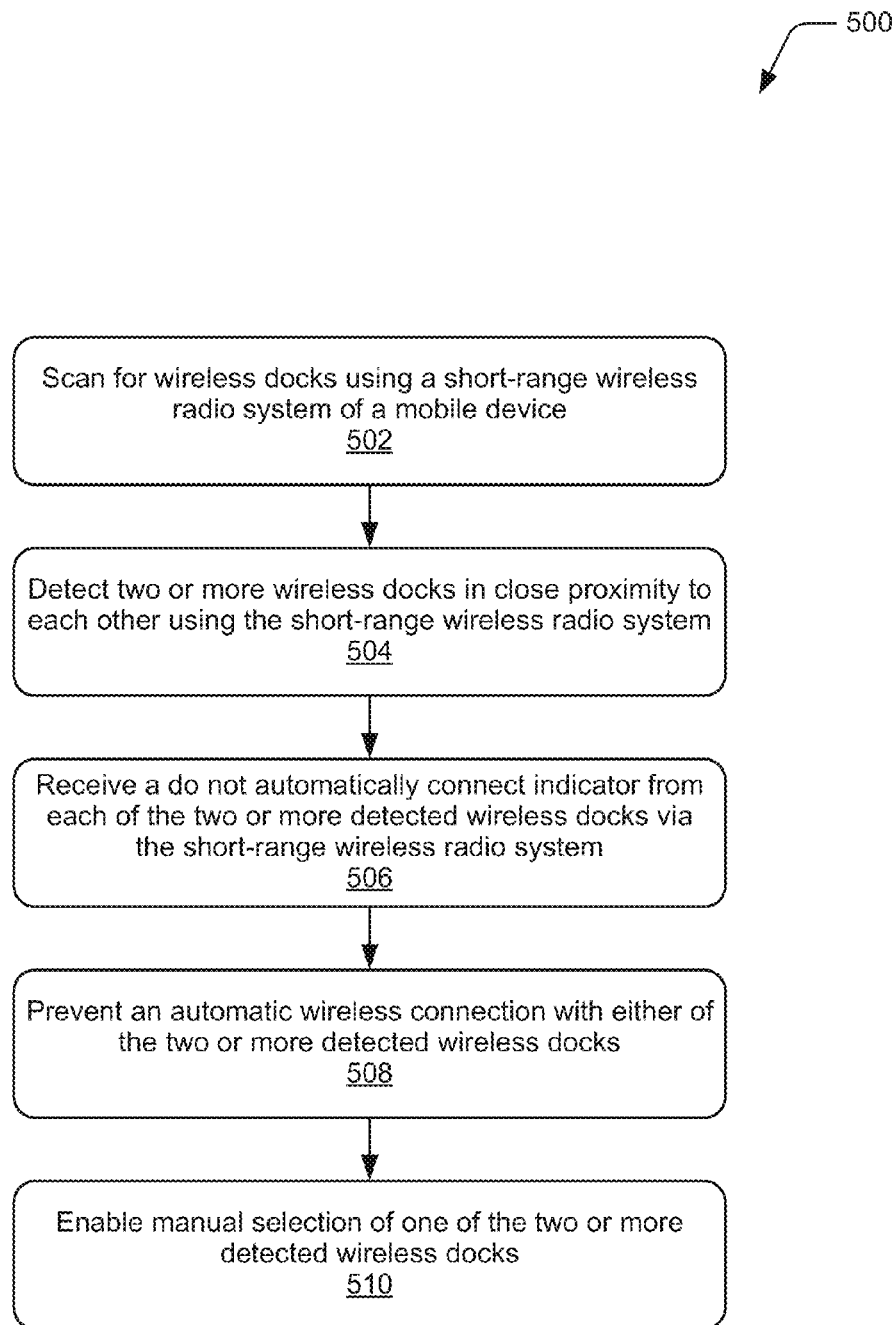 500
Scan for wireless docks using a short-range wireless
radio system of a mobile device
502
Detect two or more wireless docks in close proximity to
each other using the short-range wireless radio system
504
Receive a do not automatically connect indicator from
each of the two or more detected wireless docks via
the short-range wireless radio system
506
Prevent an automatic wireless connection with either of
the two or more detected wireless docks
508
Enable manual selection of one of the two or more
detected wireless docks
510